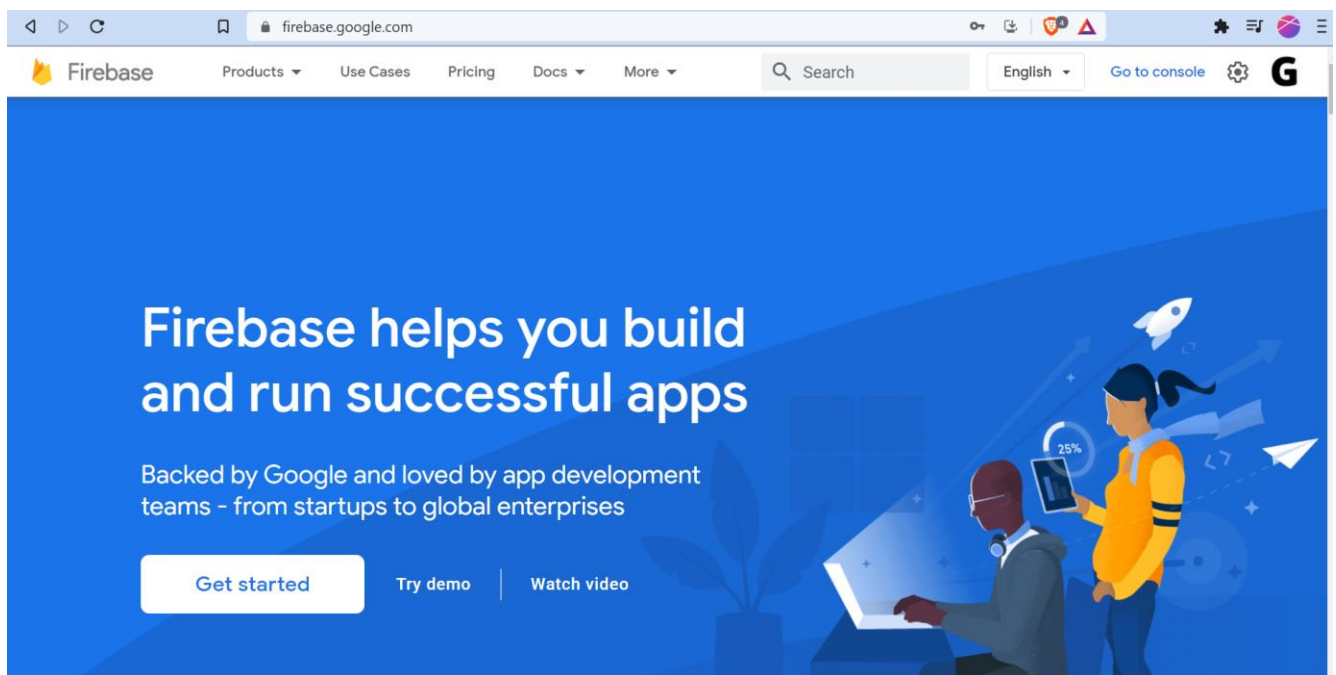 firebase.google.com
4
Firebase Products Use Cases Pricing Docs More Search English Go to console G
Firebase helps you build
and run successful apps
Backed by Google and loved by app development
teams - from startups to global enterprises
Get started Try demo Watch video
25%